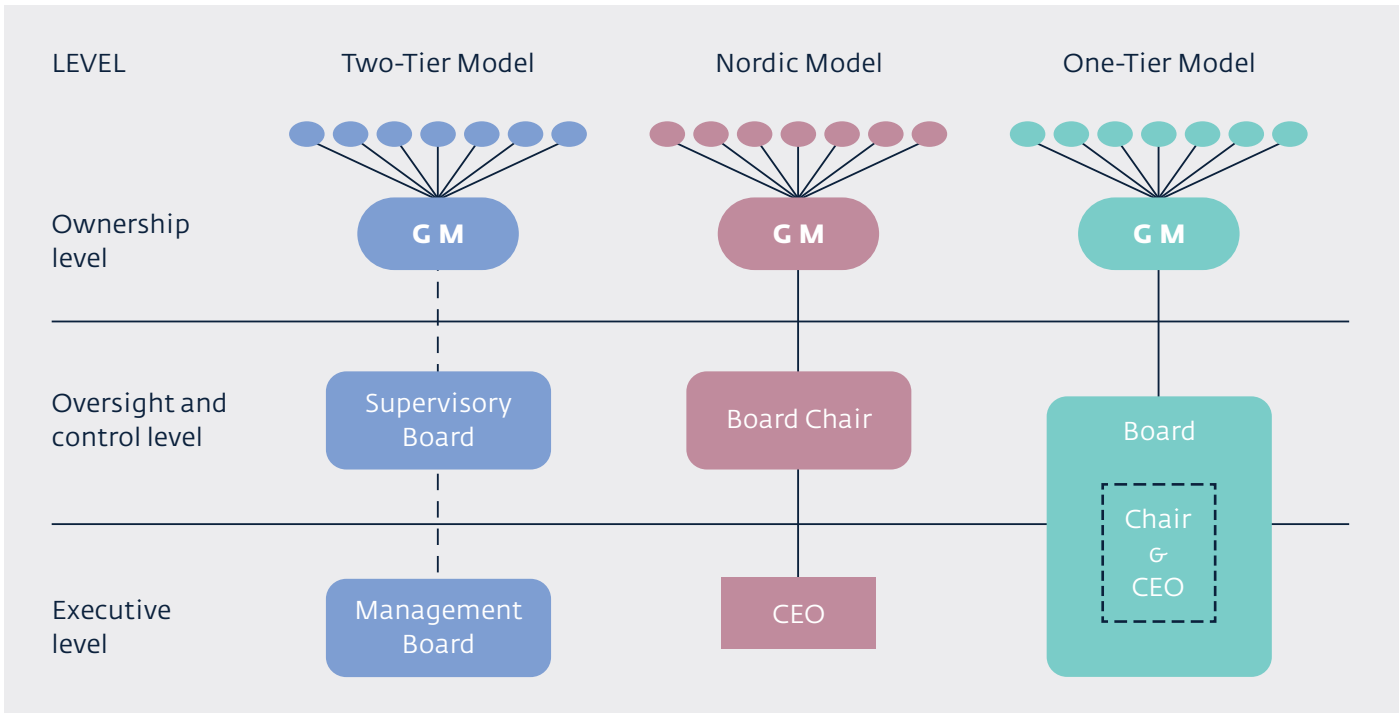 LEVEL
Two-Tier Model
Nordic Model
One-Tier Model
Ownership
level
G M
G M
G M
Oversight and
control level
Supervisory
Board
Board Chair
Board
Chair
&
CEO
Executive
level
Management
Board
CEO